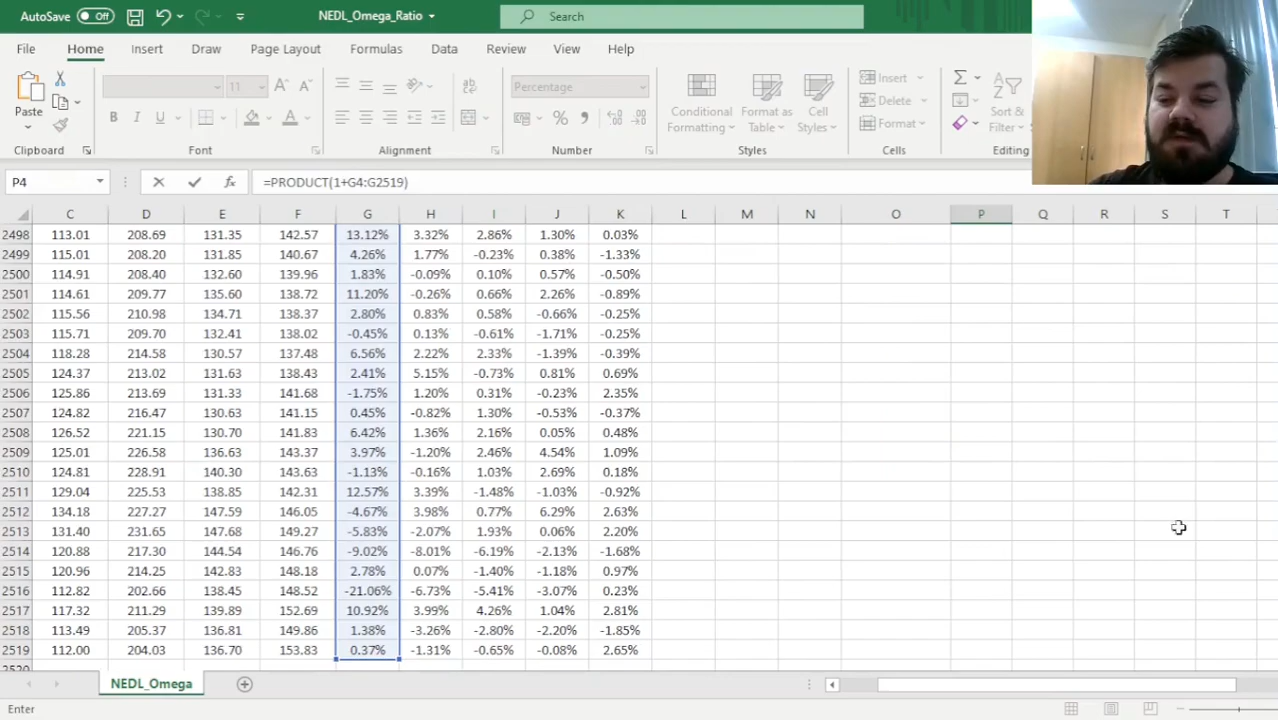 AutoSave Off NEDL_Omega_Ratio Search
File Home Insert Draw Page Layout Formulas Data Review View Help
11 Percentage Insert
Paste Conditional Format as Cell Delete Sort &
B I U Formatting Table Styles Format Filter
Clipboard Font Alignment Number Styles Cells Editing
P4 fx =PRODUCT(1+G4:G2519)
C D E F G H I J K L M N O P Q R S T
2498 113.01 208.69 131.35 142.57 13.12% 3.32% 2.86% 1.30% 0.03%
2499 115.01 208.20 131.85 140.67 4.26% 1.77% -0.23% 0.38% -1.33%
2500 114.91 208.40 132.60 139.96 1.83% -0.09% 0.10% 0.57% -0.50%
2501 114.61 209.77 135.60 138.72 11.20% -0.26% 0.66% 2.26% -0.89%
2502 115.56 210.98 134.71 138.37 2.80% 0.83% 0.58% -0.66% -0.25%
2503 115.71 209.70 132.41 138.02 -0.45% 0.13% -0.61% -1.71% -0.25%
2504 118.28 214.58 130.57 137.48 6.56% 2.22% 2.33% -1.39% -0.39%
2505 124.37 213.02 131.63 138.43 2.41% 5.15% -0.73% 0.81% 0.69%
2506 125.86 213.69 131.33 141.68 -1.75% 1.20% 0.31% -0.23% 2.35%
2507 124.82 216.47 130.63 141.15 0.45% -0.82% 1.30% -0.53% -0.37%
2508 126.52 221.15 130.70 141.83 6.42% 1.36% 2.16% 0.05% 0.48%
2509 125.01 226.58 136.63 143.37 3.97% -1.20% 2.46% 4.54% 1.09%
2510 124.81 228.91 140.30 143.63 -1.13% -0.16% 1.03% 2.69% 0.18%
2511 129.04 225.53 138.85 142.31 12.57% 3.39% -1.48% -1.03% -0.92%
2512 134.18 227.27 147.59 146.05 -4.67% 3.98% 0.77% 6.29% 2.63%
2513 131.40 231.65 147.68 149.27 -5.83% -2.07% 1.93% 0.06% 2.20%
2514 120.88 217.30 144.54 146.76 -9.02% -8.01% -6.19% -2.13% -1.68%
2515 120.96 214.25 142.83 148.18 2.78% 0.07% -1.40% -1.18% 0.97%
2516 112.82 202.66 138.45 148.52 -21.06% -6.73% -5.41% -3.07% 0.23%
2517 117.32 211.29 139.89 152.69 10.92% 3.99% 4.26% 1.04% 2.81%
2518 113.49 205.37 136.81 149.86 1.38% -3.26% -2.80% -2.20% -1.85%
2519 112.00 204.03 136.70 153.83 0.37% -1.31% -0.65% -0.08% 2.65%
2520
NEDL_Omega
Enter